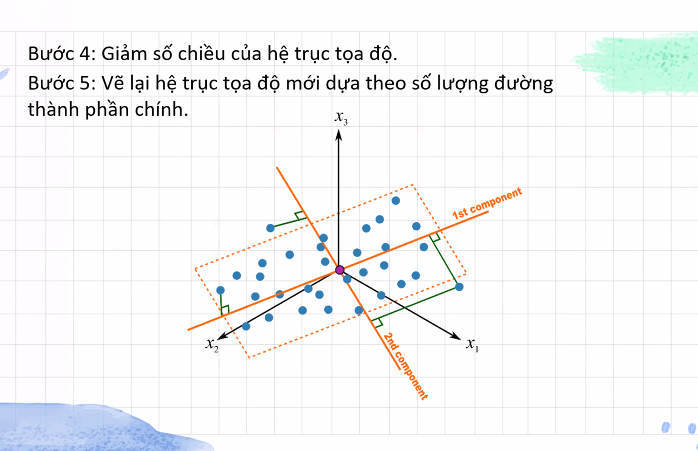 Bước 4: Giảm số chiều của hệ trục tọa độ.
Bước 5: Vẽ lại hệ trục tọa độ mới dựa theo số lượng đường
thành phần chính.
x₃
1st component
x₂
x₁
2nd component